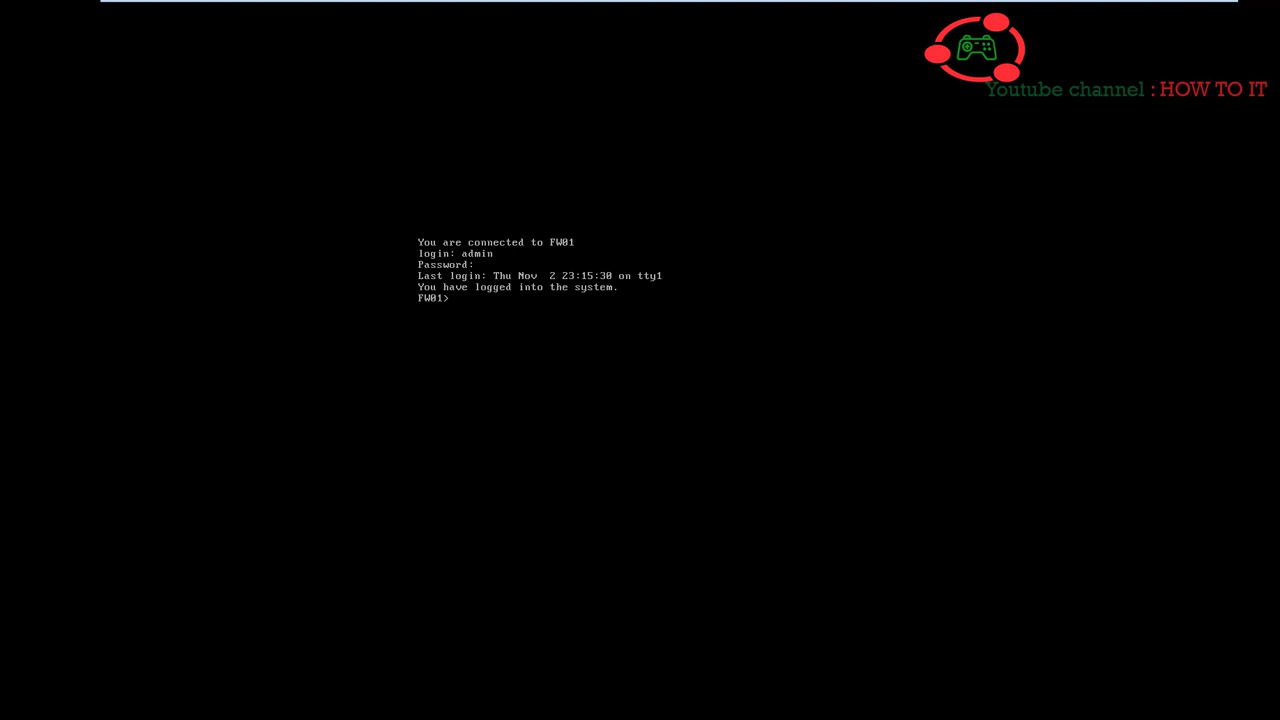 Youtube channel : HOW TO IT
You are connected to FW01
login: admin
Password:
Last login: Thu Nov  2 23:15:30 on tty1
You have logged into the system.
FW01>